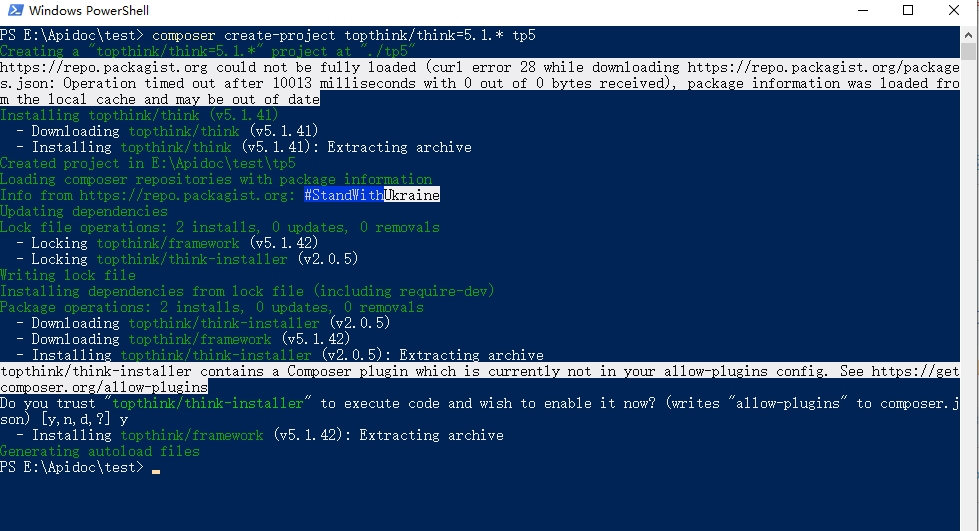 Windows PowerShell
PS E:\Apidoc\test> composer create-project topthink/think=5.1.* tp5
Creating a "topthink/think=5.1.*" project at "./tp5"
https://repo.packagist.org could not be fully loaded (curl error 28 while downloading https://repo.packagist.org/package
s.json: Operation timed out after 10013 milliseconds with 0 out of 0 bytes received), package information was loaded fro
m the local cache and may be out of date
Installing topthink/think (v5.1.41)
  - Downloading topthink/think (v5.1.41)
  - Installing topthink/think (v5.1.41): Extracting archive
Created project in E:\Apidoc\test\tp5
Loading composer repositories with package information
Info from https://repo.packagist.org: #StandWithUkraine
Updating dependencies
Lock file operations: 2 installs, 0 updates, 0 removals
  - Locking topthink/framework (v5.1.42)
  - Locking topthink/think-installer (v2.0.5)
Writing lock file
Installing dependencies from lock file (including require-dev)
Package operations: 2 installs, 0 updates, 0 removals
  - Downloading topthink/think-installer (v2.0.5)
  - Downloading topthink/framework (v5.1.42)
  - Installing topthink/think-installer (v2.0.5): Extracting archive
topthink/think-installer contains a Composer plugin which is currently not in your allow-plugins config. See https://get
composer.org/allow-plugins
Do you trust "topthink/think-installer" to execute code and wish to enable it now? (writes "allow-plugins" to composer.j
son) [y,n,d,?] y
  - Installing topthink/framework (v5.1.42): Extracting archive
Generating autoload files
PS E:\Apidoc\test>